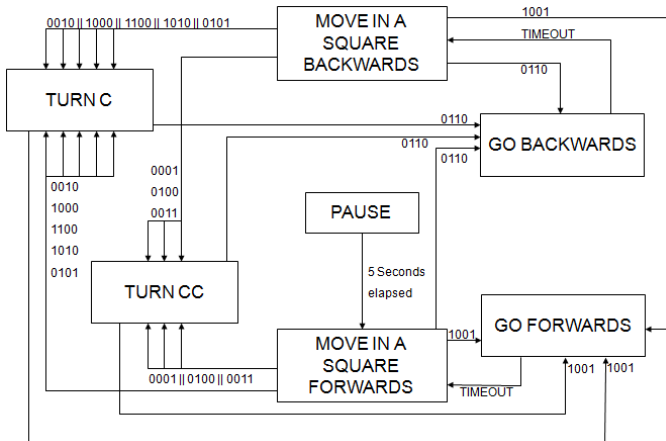 0010 || 1000 || 1100 || 1010 || 0101
MOVE IN A
SQUARE
BACKWARDS
1001
TIMEOUT
0110
TURN C
0110
GO BACKWARDS
0110
0110
0001
0100
0011
0010
1000
1100
1010
0101
PAUSE
5 Seconds
elapsed
TURN CC
GO FORWARDS
MOVE IN A
SQUARE
FORWARDS
1001
0001 || 0100 || 0011
TIMEOUT
1001
1001